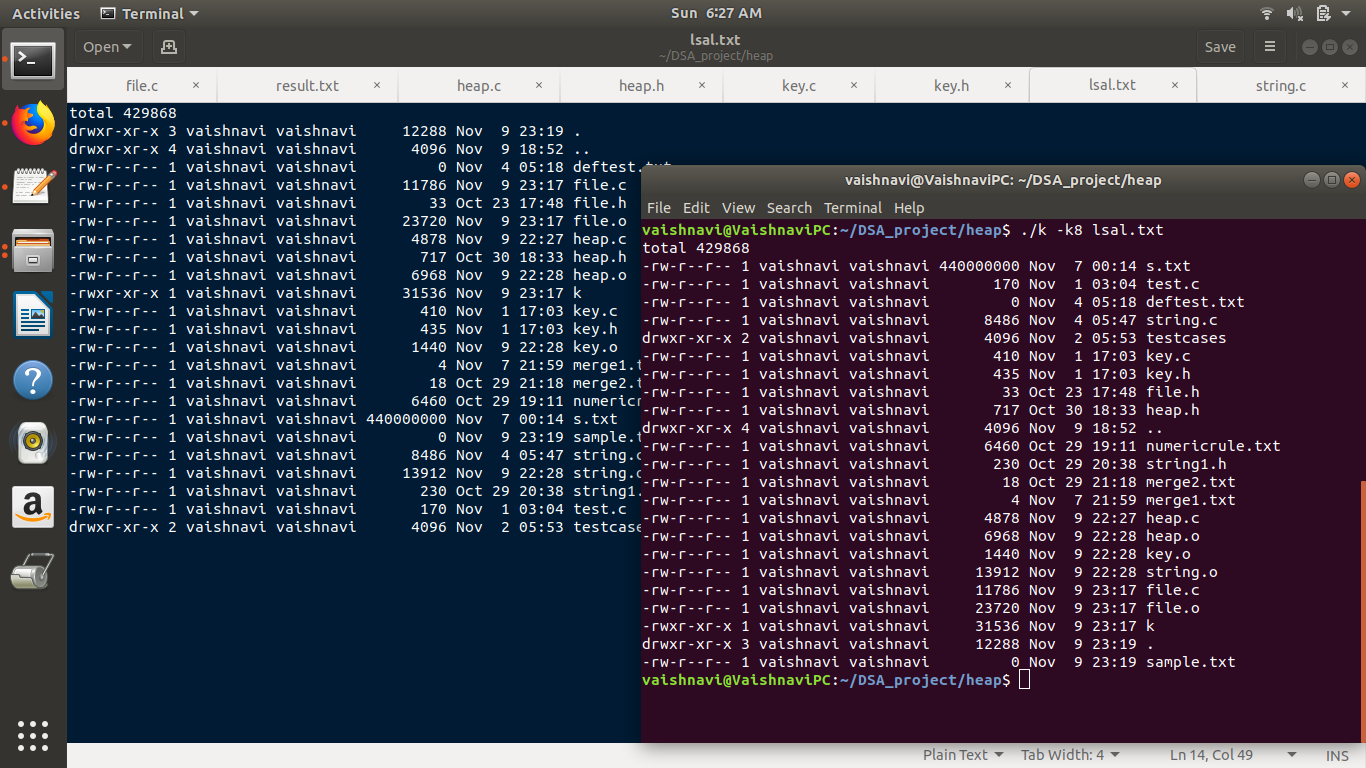 Activities Terminal Sun 6:27 AM
Open lsal.txt Save
~/DSA_project/heap
file.c × result.txt × heap.c × heap.h × key.c × key.h × lsal.txt × string.c ×
total 429868
drwxr-xr-x 3 vaishnavi vaishnavi     12288 Nov  9 23:19 .
drwxr-xr-x 4 vaishnavi vaishnavi      4096 Nov  9 18:52 ..
-rw-r--r-- 1 vaishnavi vaishnavi         0 Nov  4 05:18 deftest.txt
-rw-r--r-- 1 vaishnavi vaishnavi     11786 Nov  9 23:17 file.c
-rw-r--r-- 1 vaishnavi vaishnavi        33 Oct 23 17:48 file.h
-rw-r--r-- 1 vaishnavi vaishnavi     23720 Nov  9 23:17 file.o
-rw-r--r-- 1 vaishnavi vaishnavi      4878 Nov  9 22:27 heap.c
-rw-r--r-- 1 vaishnavi vaishnavi       717 Oct 30 18:33 heap.h
-rw-r--r-- 1 vaishnavi vaishnavi      6968 Nov  9 22:28 heap.o
-rwxr-xr-x 1 vaishnavi vaishnavi     31536 Nov  9 23:17 k
-rw-r--r-- 1 vaishnavi vaishnavi       410 Nov  1 17:03 key.c
-rw-r--r-- 1 vaishnavi vaishnavi       435 Nov  1 17:03 key.h
-rw-r--r-- 1 vaishnavi vaishnavi      1440 Nov  9 22:28 key.o
-rw-r--r-- 1 vaishnavi vaishnavi         4 Nov  7 21:59 merge1.t
-rw-r--r-- 1 vaishnavi vaishnavi        18 Oct 29 21:18 merge2.t
-rw-r--r-- 1 vaishnavi vaishnavi      6460 Oct 29 19:11 numericr
-rw-r--r-- 1 vaishnavi vaishnavi 440000000 Nov  7 00:14 s.txt
-rw-r--r-- 1 vaishnavi vaishnavi         0 Nov  9 23:19 sample.t
-rw-r--r-- 1 vaishnavi vaishnavi      8486 Nov  4 05:47 string.c
-rw-r--r-- 1 vaishnavi vaishnavi     13912 Nov  9 22:28 string.o
-rw-r--r-- 1 vaishnavi vaishnavi       230 Oct 29 20:38 string1.
-rw-r--r-- 1 vaishnavi vaishnavi       170 Nov  1 03:04 test.c
drwxr-xr-x 2 vaishnavi vaishnavi      4096 Nov  2 05:53 testcase
vaishnavi@VaishnaviPC: ~/DSA_project/heap
File Edit View Search Terminal Help
vaishnavi@VaishnaviPC:~/DSA_project/heap$ ./k -k8 lsal.txt
total 429868
-rw-r--r-- 1 vaishnavi vaishnavi 440000000 Nov  7 00:14 s.txt
-rw-r--r-- 1 vaishnavi vaishnavi       170 Nov  1 03:04 test.c
-rw-r--r-- 1 vaishnavi vaishnavi         0 Nov  4 05:18 deftest.txt
-rw-r--r-- 1 vaishnavi vaishnavi      8486 Nov  4 05:47 string.c
drwxr-xr-x 2 vaishnavi vaishnavi      4096 Nov  2 05:53 testcases
-rw-r--r-- 1 vaishnavi vaishnavi       410 Nov  1 17:03 key.c
-rw-r--r-- 1 vaishnavi vaishnavi       435 Nov  1 17:03 key.h
-rw-r--r-- 1 vaishnavi vaishnavi        33 Oct 23 17:48 file.h
-rw-r--r-- 1 vaishnavi vaishnavi       717 Oct 30 18:33 heap.h
drwxr-xr-x 4 vaishnavi vaishnavi      4096 Nov  9 18:52 ..
-rw-r--r-- 1 vaishnavi vaishnavi      6460 Oct 29 19:11 numericrule.txt
-rw-r--r-- 1 vaishnavi vaishnavi       230 Oct 29 20:38 string1.h
-rw-r--r-- 1 vaishnavi vaishnavi        18 Oct 29 21:18 merge2.txt
-rw-r--r-- 1 vaishnavi vaishnavi         4 Nov  7 21:59 merge1.txt
-rw-r--r-- 1 vaishnavi vaishnavi      4878 Nov  9 22:27 heap.c
-rw-r--r-- 1 vaishnavi vaishnavi      6968 Nov  9 22:28 heap.o
-rw-r--r-- 1 vaishnavi vaishnavi      1440 Nov  9 22:28 key.o
-rw-r--r-- 1 vaishnavi vaishnavi     13912 Nov  9 22:28 string.o
-rw-r--r-- 1 vaishnavi vaishnavi     11786 Nov  9 23:17 file.c
-rw-r--r-- 1 vaishnavi vaishnavi     23720 Nov  9 23:17 file.o
-rwxr-xr-x 1 vaishnavi vaishnavi     31536 Nov  9 23:17 k
drwxr-xr-x 3 vaishnavi vaishnavi     12288 Nov  9 23:19 .
-rw-r--r-- 1 vaishnavi vaishnavi         0 Nov  9 23:19 sample.txt
vaishnavi@VaishnaviPC:~/DSA_project/heap$
Plain Text Tab Width: 4 Ln 14, Col 49 INS